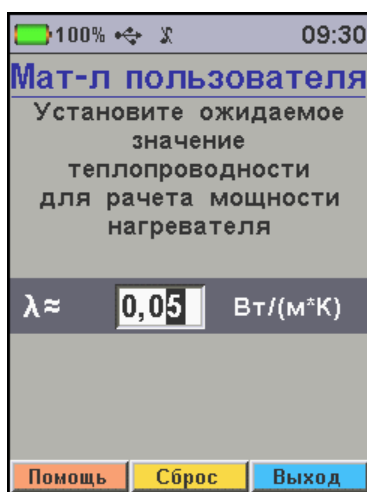 100% 09:30
Мат-л пользователя
Установите ожидаемое
значение
теплопроводности
для рачета мощности
нагревателя
λ≈ 0,05 Вт/(м*К)
Помощь Сброс Выход